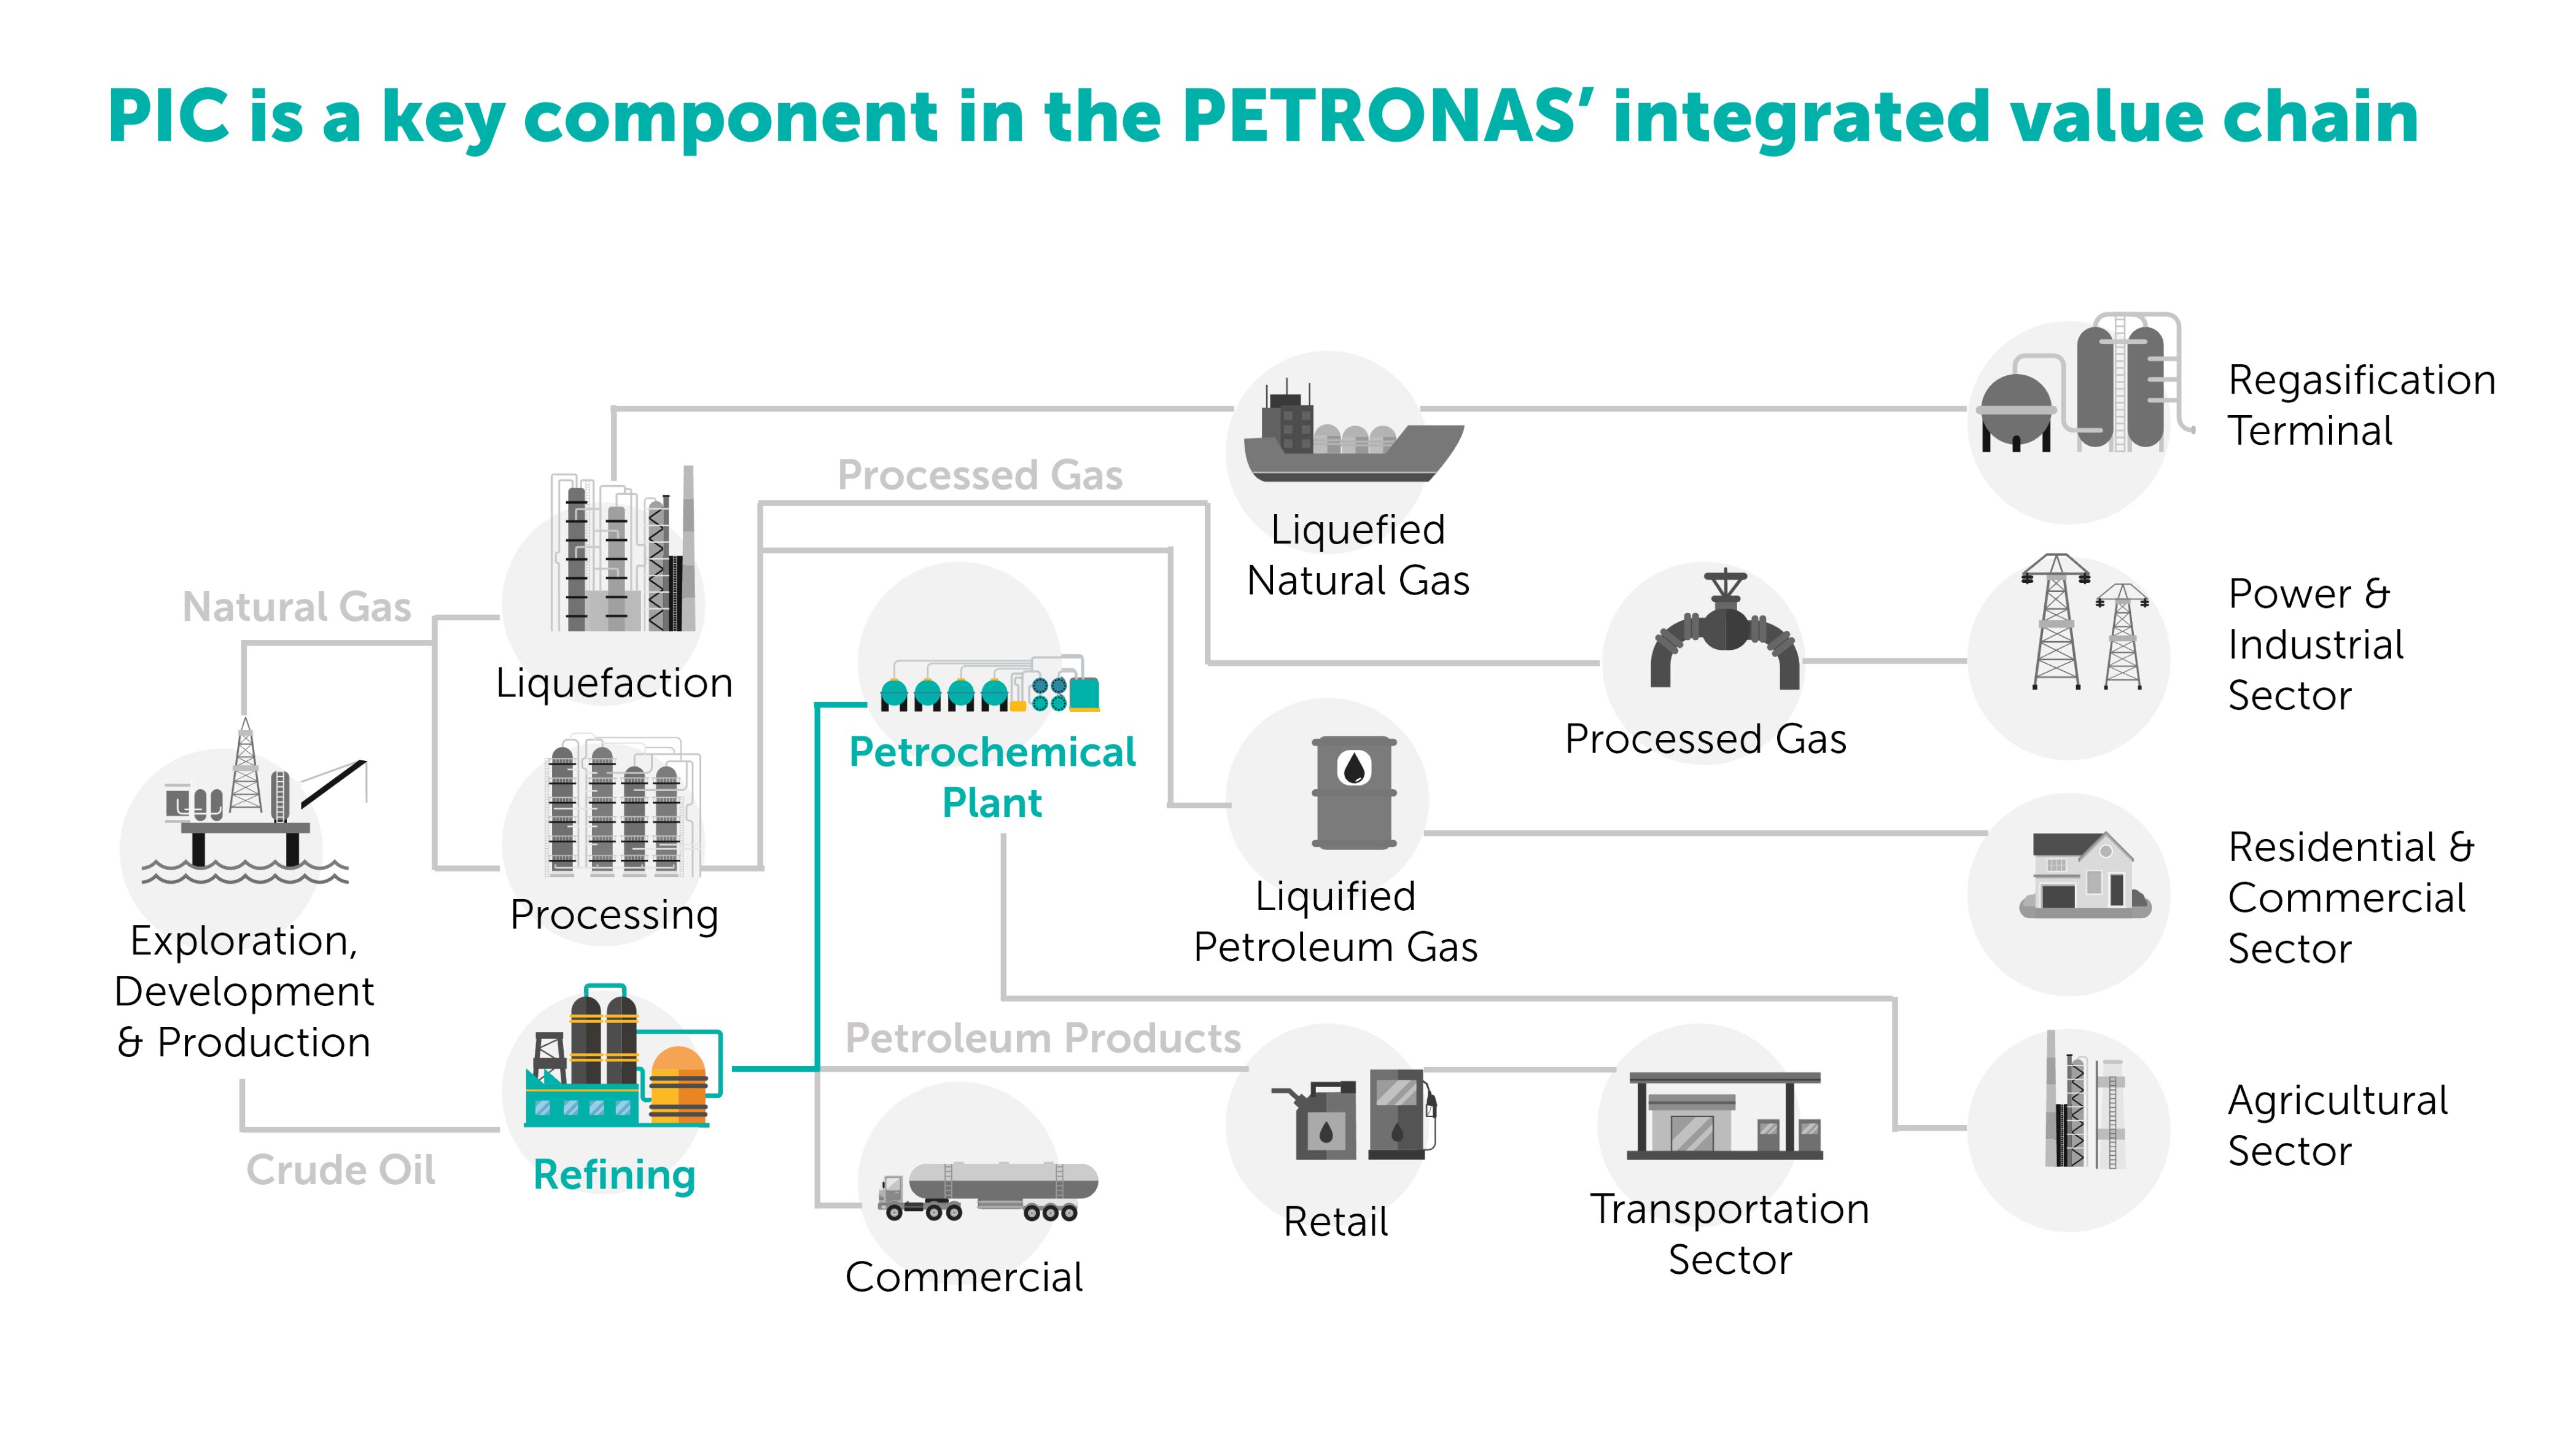 PIC is a key component in the PETRONAS’ integrated value chain
Regasification
Terminal
Processed Gas
Liquefied
Natural Gas
Natural Gas
Power &
Industrial
Sector
Liquefaction
Processed Gas
Petrochemical
Plant
Residential &
Commercial
Sector
Processing
Liquified
Petroleum Gas
Exploration,
Development
& Production
Petroleum Products
Agricultural
Sector
Crude Oil
Refining
Retail
Transportation
Sector
Commercial